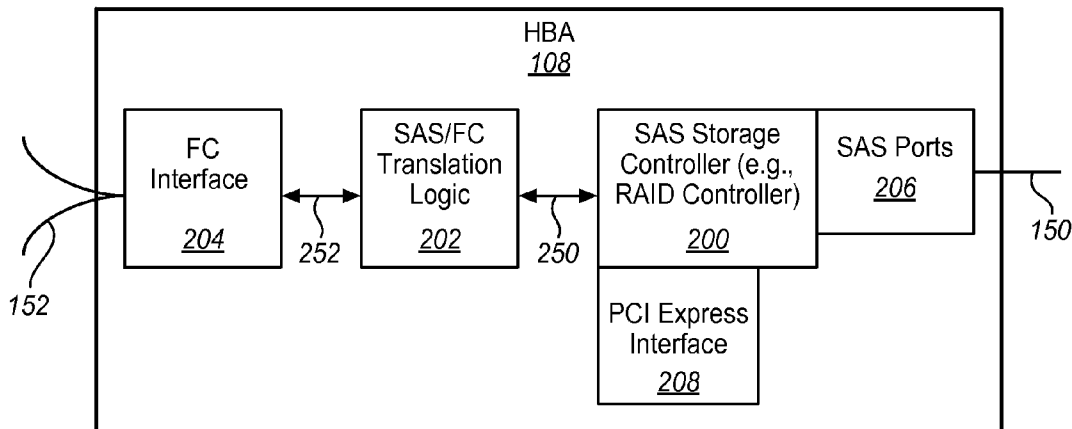 HBA
108
FC
Interface
204
SAS/FC
Translation
Logic
202
SAS Storage
Controller (e.g.,
RAID Controller)
200
SAS Ports
206
PCI Express
Interface
208
152
252
250
150